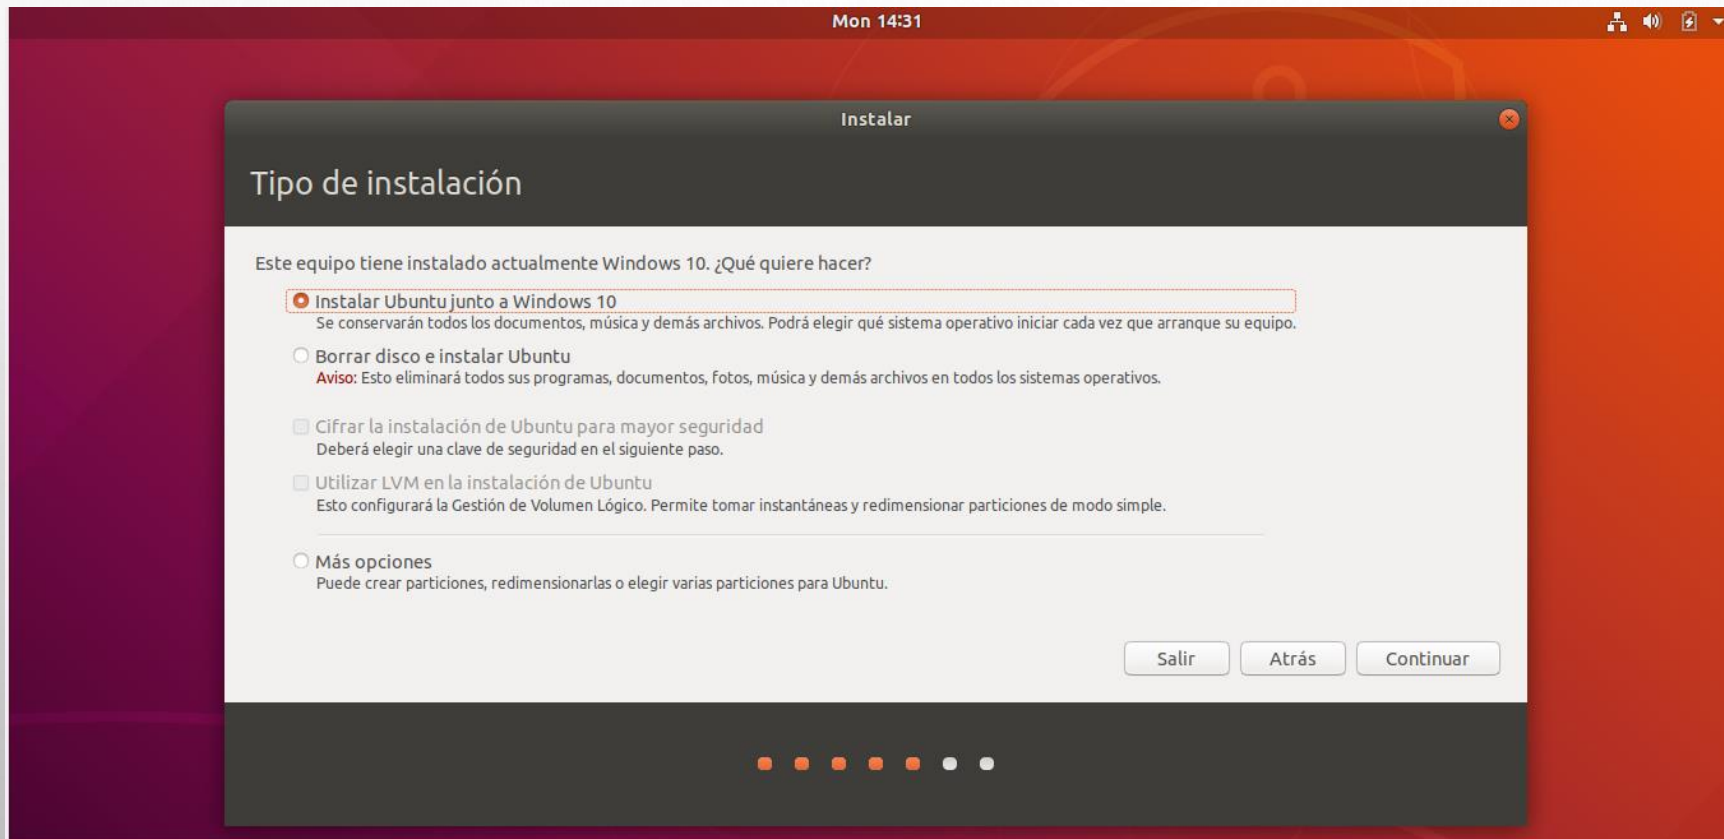 Mon 14:31
Instalar
Tipo de instalación
Este equipo tiene instalado actualmente Windows 10. ¿Qué quiere hacer?
Instalar Ubuntu junto a Windows 10
Se conservarán todos los documentos, música y demás archivos. Podrá elegir qué sistema operativo iniciar cada vez que arranque su equipo.
Borrar disco e instalar Ubuntu
Aviso: Esto eliminará todos sus programas, documentos, fotos, música y demás archivos en todos los sistemas operativos.
Cifrar la instalación de Ubuntu para mayor seguridad
Deberá elegir una clave de seguridad en el siguiente paso.
Utilizar LVM en la instalación de Ubuntu
Esto configurará la Gestión de Volumen Lógico. Permite tomar instantáneas y redimensionar particiones de modo simple.
Más opciones
Puede crear particiones, redimensionarlas o elegir varias particiones para Ubuntu.
Salir Atrás Continuar